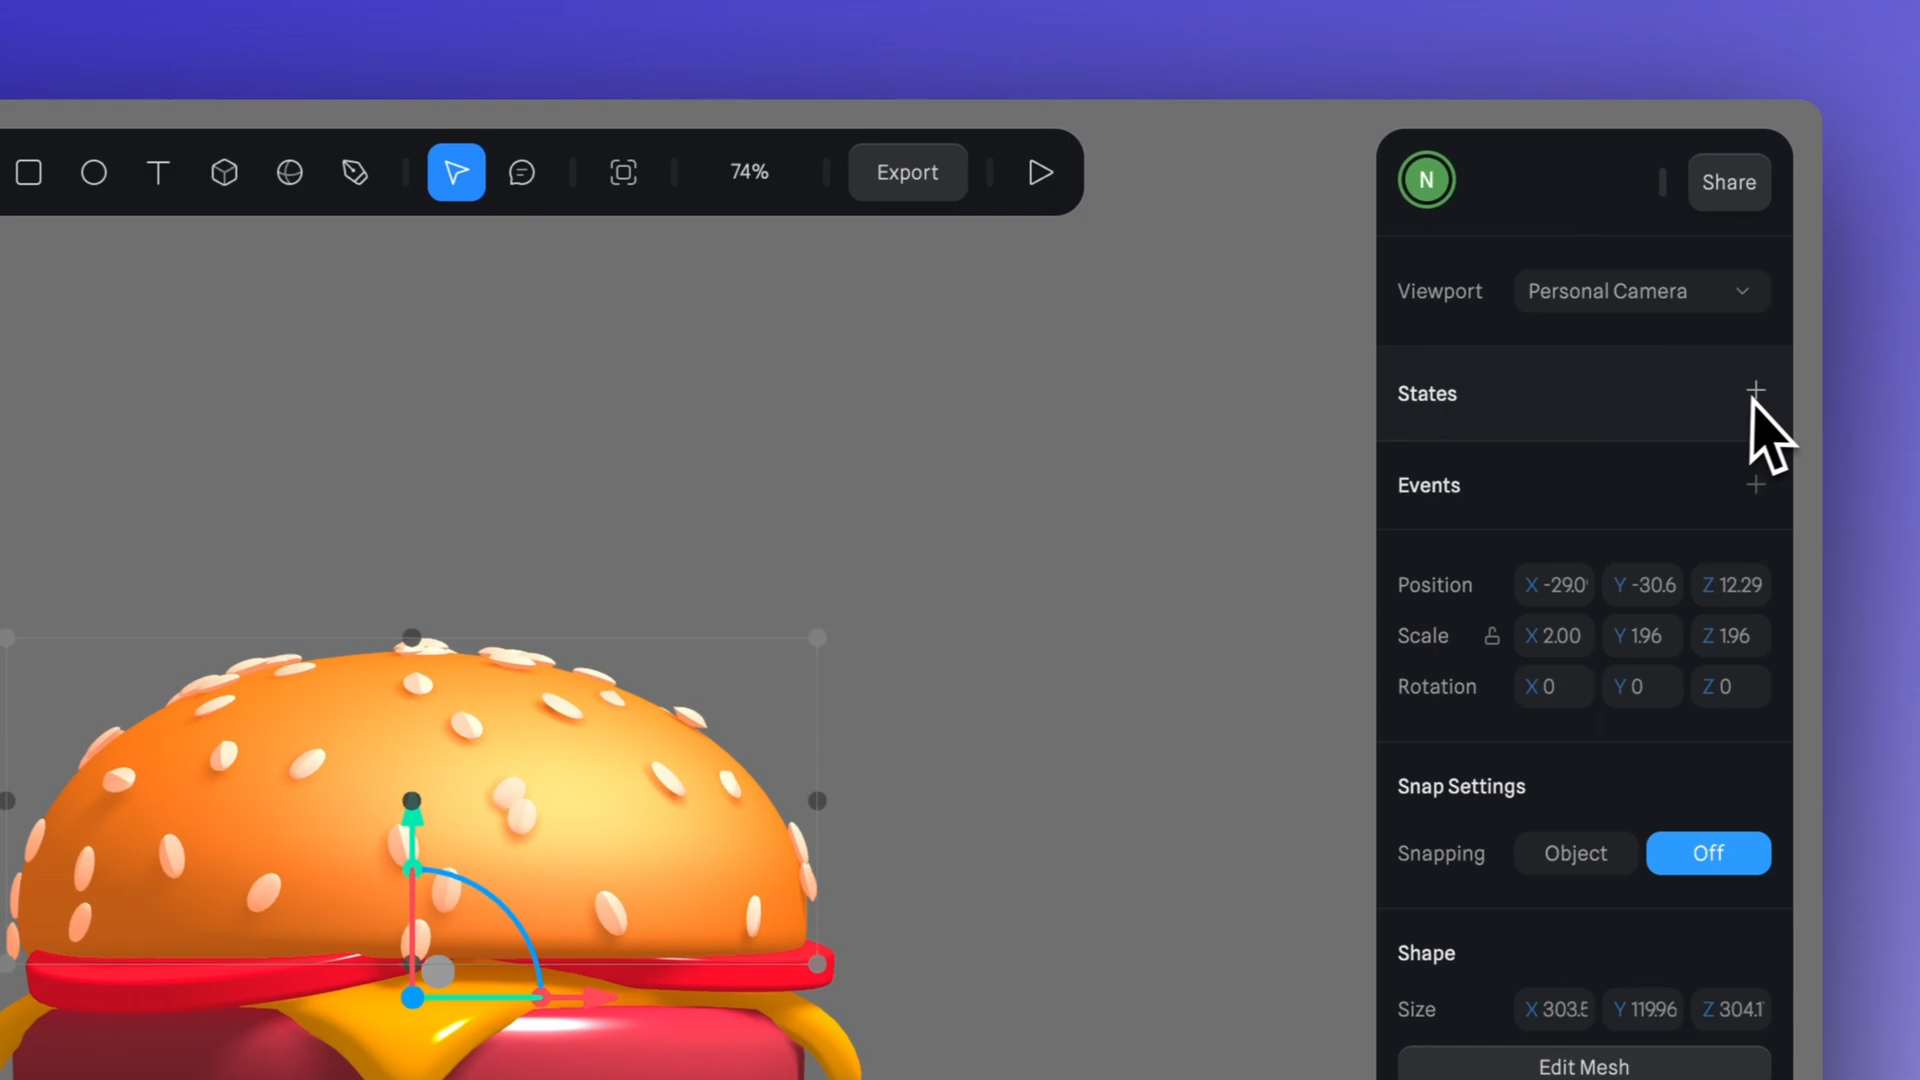 74%
Export
N
Share
Viewport Personal Camera
States
Events
Position X -29.0 Y -30.6 Z 12.29
Scale X 2.00 Y 1.96 Z 1.96
Rotation X 0 Y 0 Z 0
Snap Settings
Snapping Object Off
Shape
Size X 303.5 Y 119.96 Z 304.1
Edit Mesh